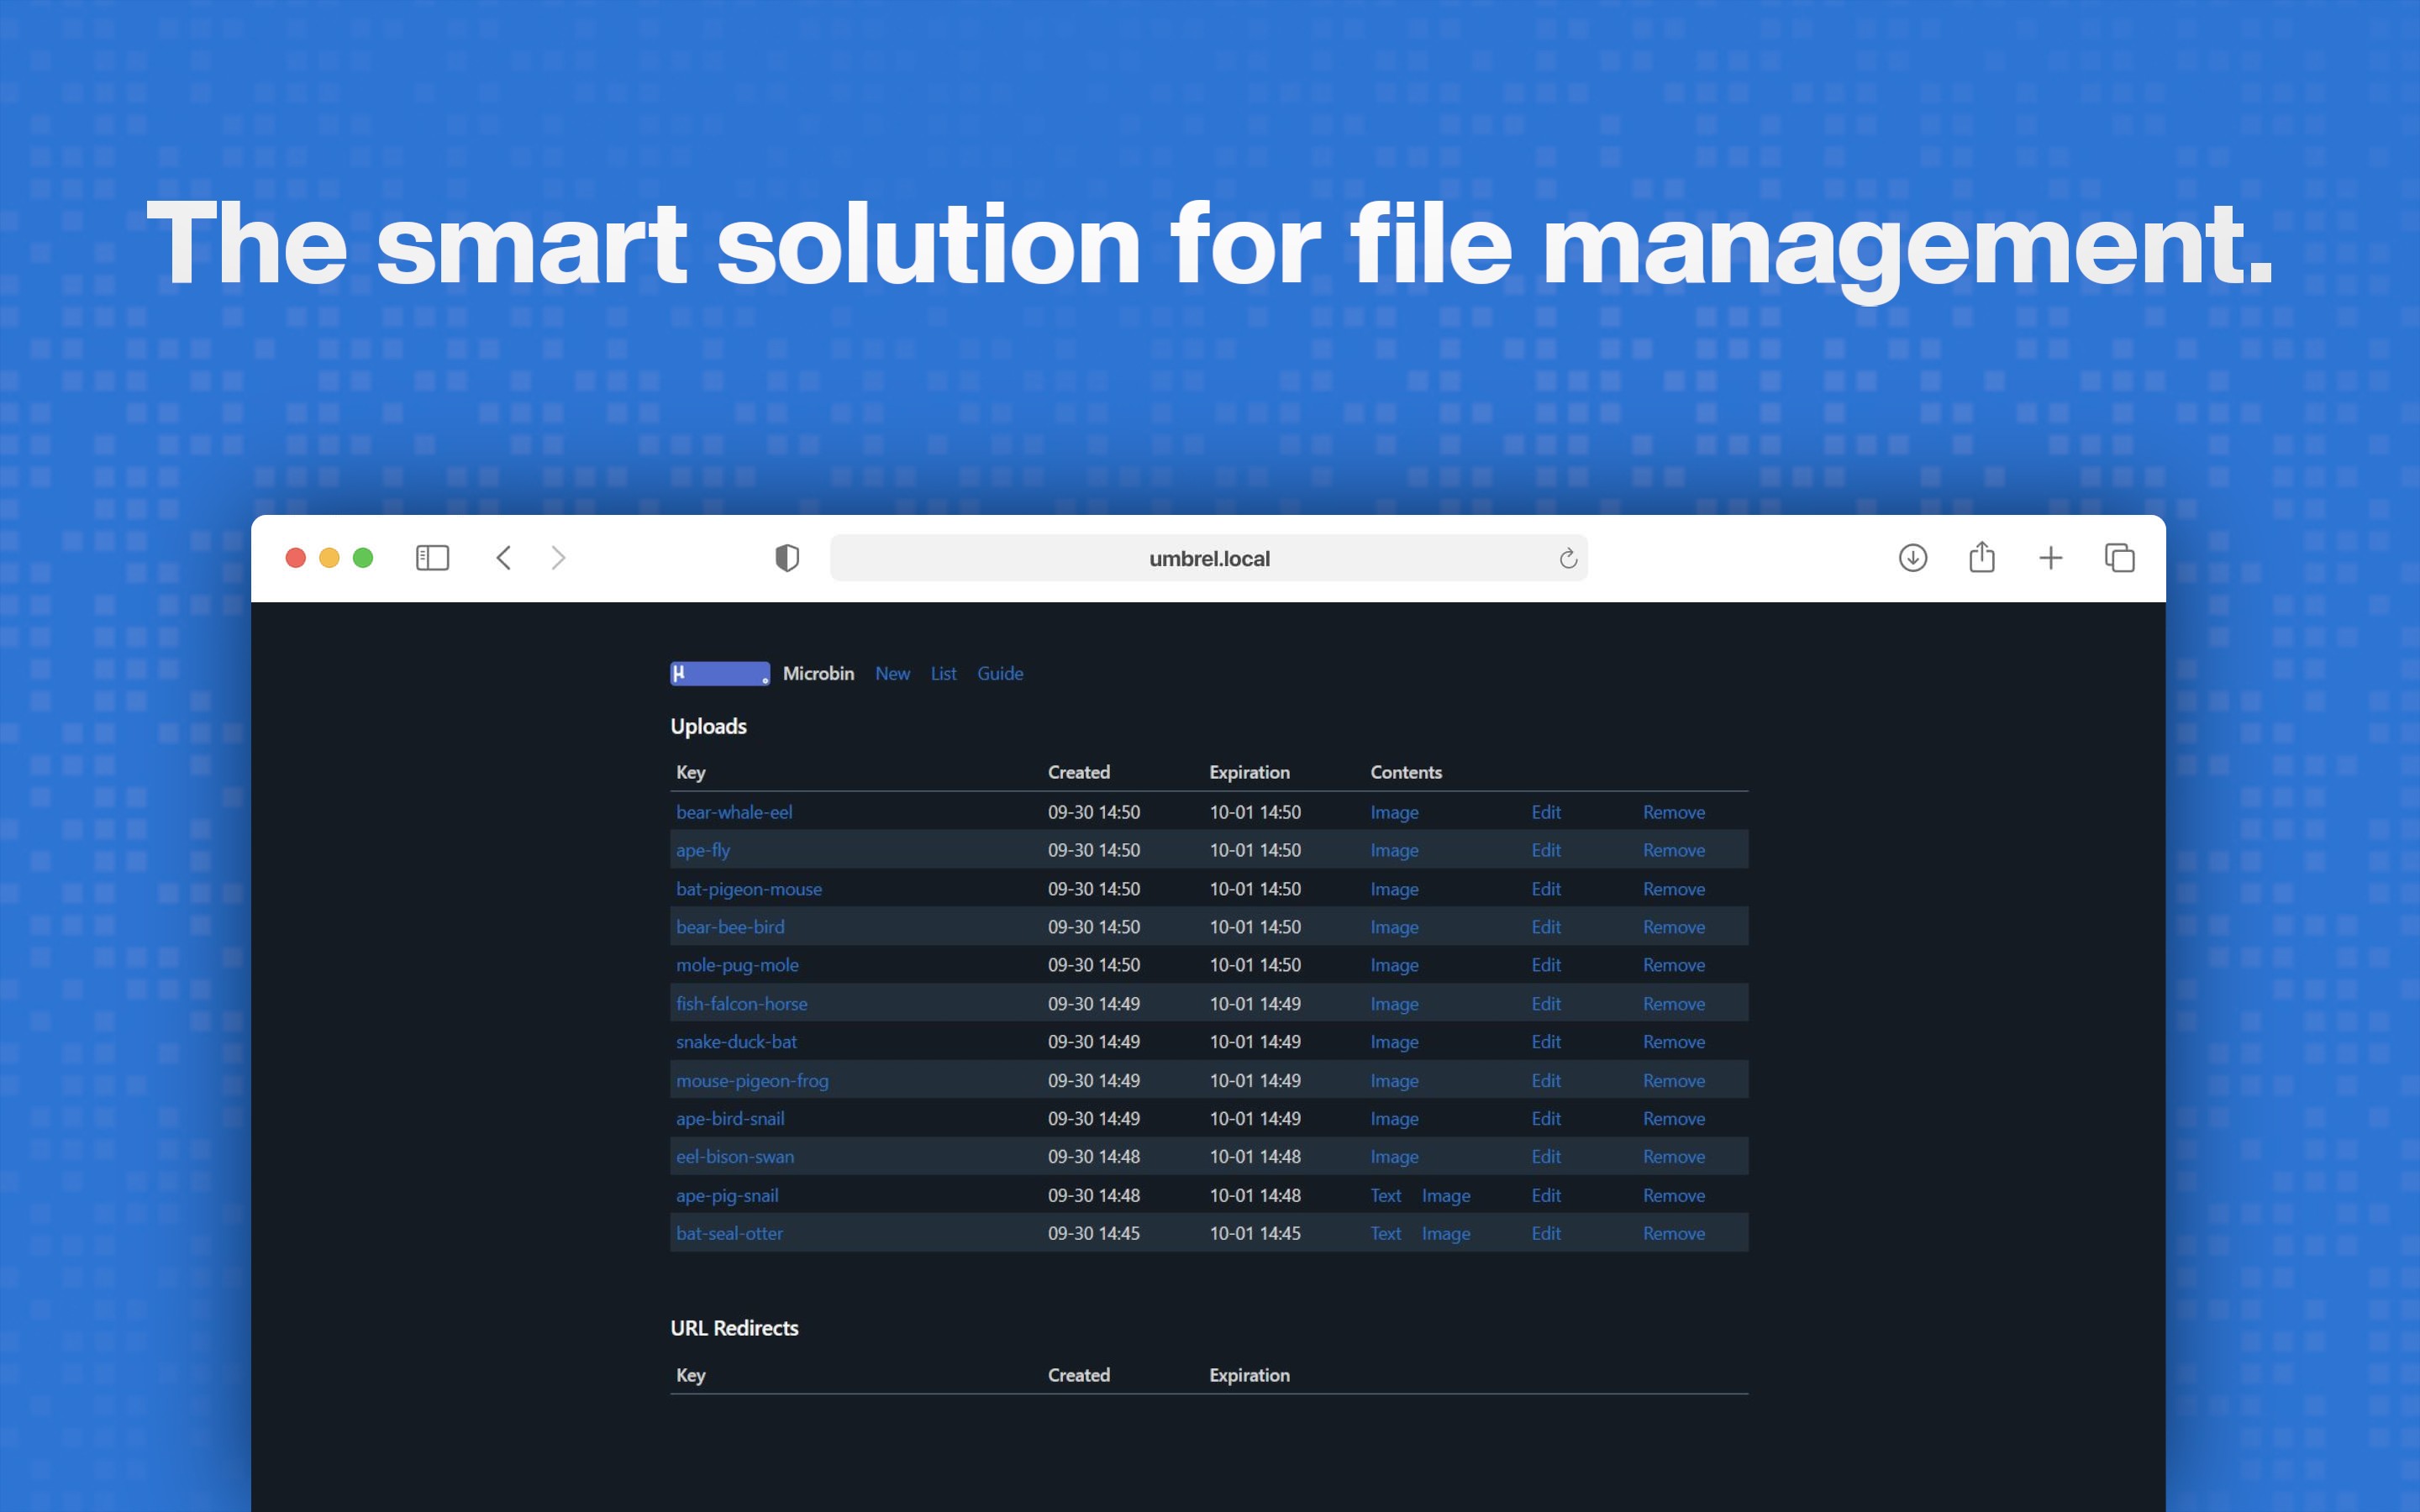 The smart solution for file management.
umbrel.local
µ Microbin New List Guide
Uploads
Key Created Expiration Contents
bear-whale-eel 09-30 14:50 10-01 14:50 Image Edit Remove
ape-fly 09-30 14:50 10-01 14:50 Image Edit Remove
bat-pigeon-mouse 09-30 14:50 10-01 14:50 Image Edit Remove
bear-bee-bird 09-30 14:50 10-01 14:50 Image Edit Remove
mole-pug-mole 09-30 14:50 10-01 14:50 Image Edit Remove
fish-falcon-horse 09-30 14:49 10-01 14:49 Image Edit Remove
snake-duck-bat 09-30 14:49 10-01 14:49 Image Edit Remove
mouse-pigeon-frog 09-30 14:49 10-01 14:49 Image Edit Remove
ape-bird-snail 09-30 14:49 10-01 14:49 Image Edit Remove
eel-bison-swan 09-30 14:48 10-01 14:48 Image Edit Remove
ape-pig-snail 09-30 14:48 10-01 14:48 Text Image Edit Remove
bat-seal-otter 09-30 14:45 10-01 14:45 Text Image Edit Remove
URL Redirects
Key Created Expiration